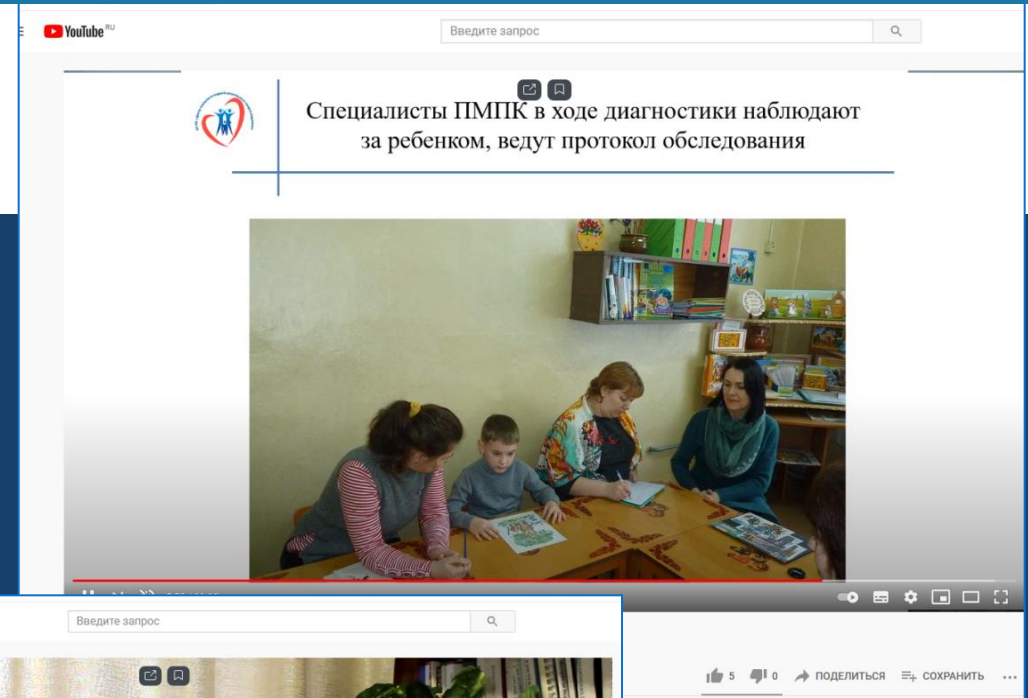 YouTube RU
Введите запрос
Специалисты ПМПК в ходе диагностики наблюдают
за ребенком, ведут протокол обследования
Введите запрос
5 0 ПОДЕЛИТЬСЯ СОХРАНИТЬ